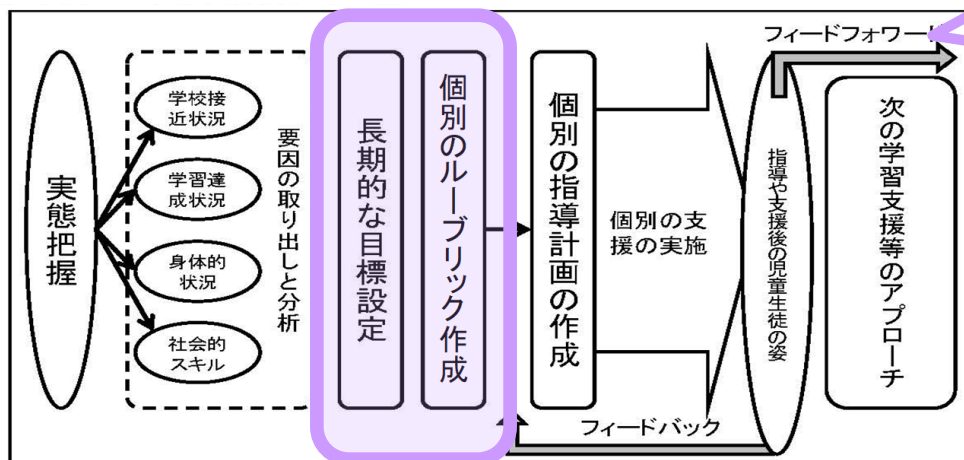 実態把握
学校接
近状況
学習達
成状況
身体的
状況
社会的
スキル
要因の取り出しと分析
長期的な目標設定
個別のルーブリック作成
個別の指導計画の作成
個別の支
援の実施
フィードバック
指導や支援後の児童生徒の姿
フィードフォワード
次の学習支援等のアプローチ